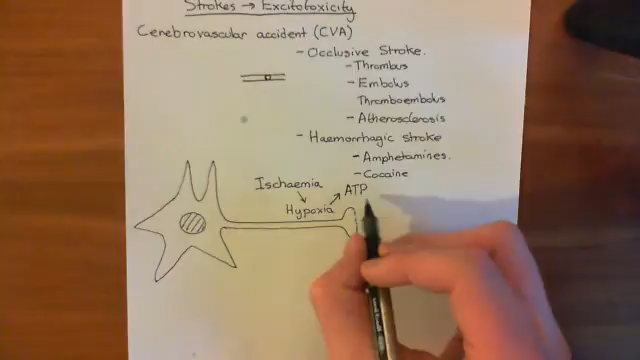 Strokes → Excitotoxicity
Cerebrovascular accident (CVA)
- Occlusive Stroke.
- Thrombus
- Embolus
Thromboembolus
- Atherosclerosis
- Haemorrhagic stroke
- Amphetamines.
- Cocaine
Ischaemia
ATP
Hypoxia